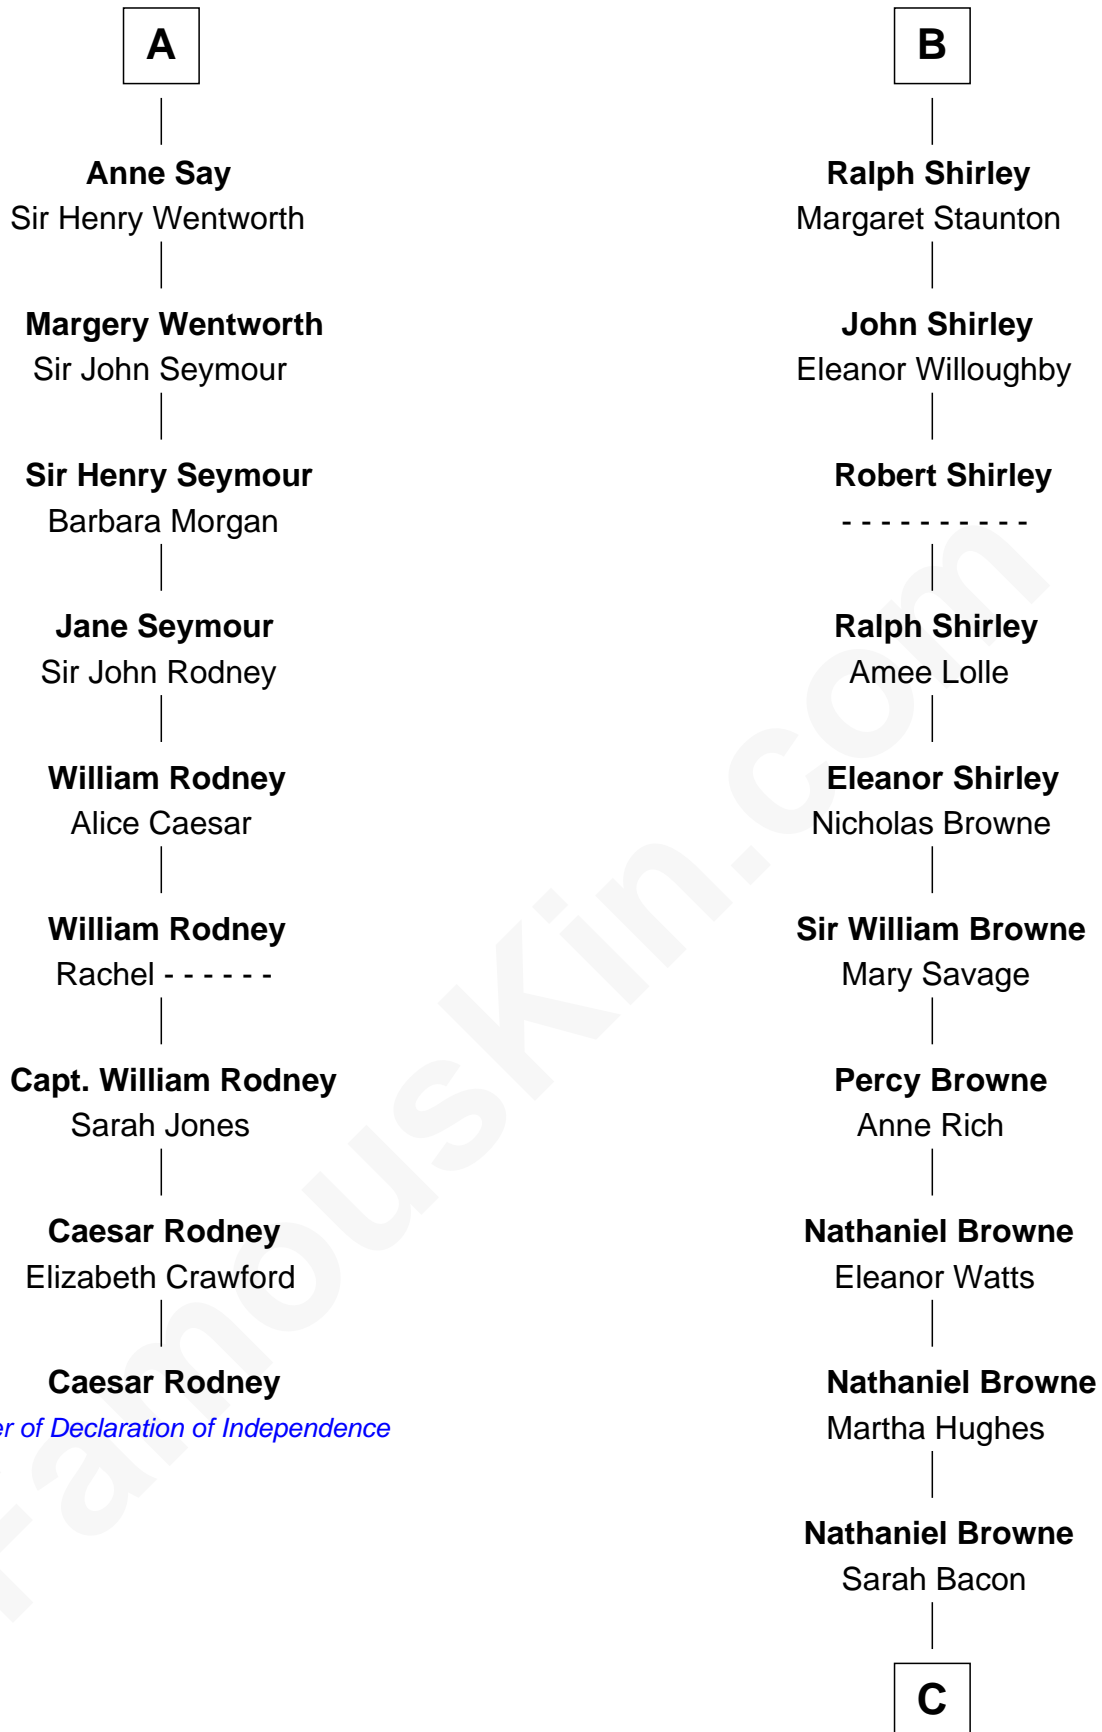 A
Anne Say
Sir Henry Wentworth
Margery Wentworth
Sir John Seymour
Sir Henry Seymour
Barbara Morgan
Jane Seymour
Sir John Rodney
William Rodney
Alice Caesar
William Rodney
Rachel - - - - - -
Capt. William Rodney
Sarah Jones
Caesar Rodney
Elizabeth Crawford
Caesar Rodney
of Declaration of Independence
B
Ralph Shirley
Margaret Staunton
John Shirley
Eleanor Willoughby
Robert Shirley
- - - - - - - - - -
Ralph Shirley
Amee Lolle
Eleanor Shirley
Nicholas Browne
Sir William Browne
Mary Savage
Percy Browne
Anne Rich
Nathaniel Browne
Eleanor Watts
Nathaniel Browne
Martha Hughes
Nathaniel Browne
Sarah Bacon
C
FamousKin.com